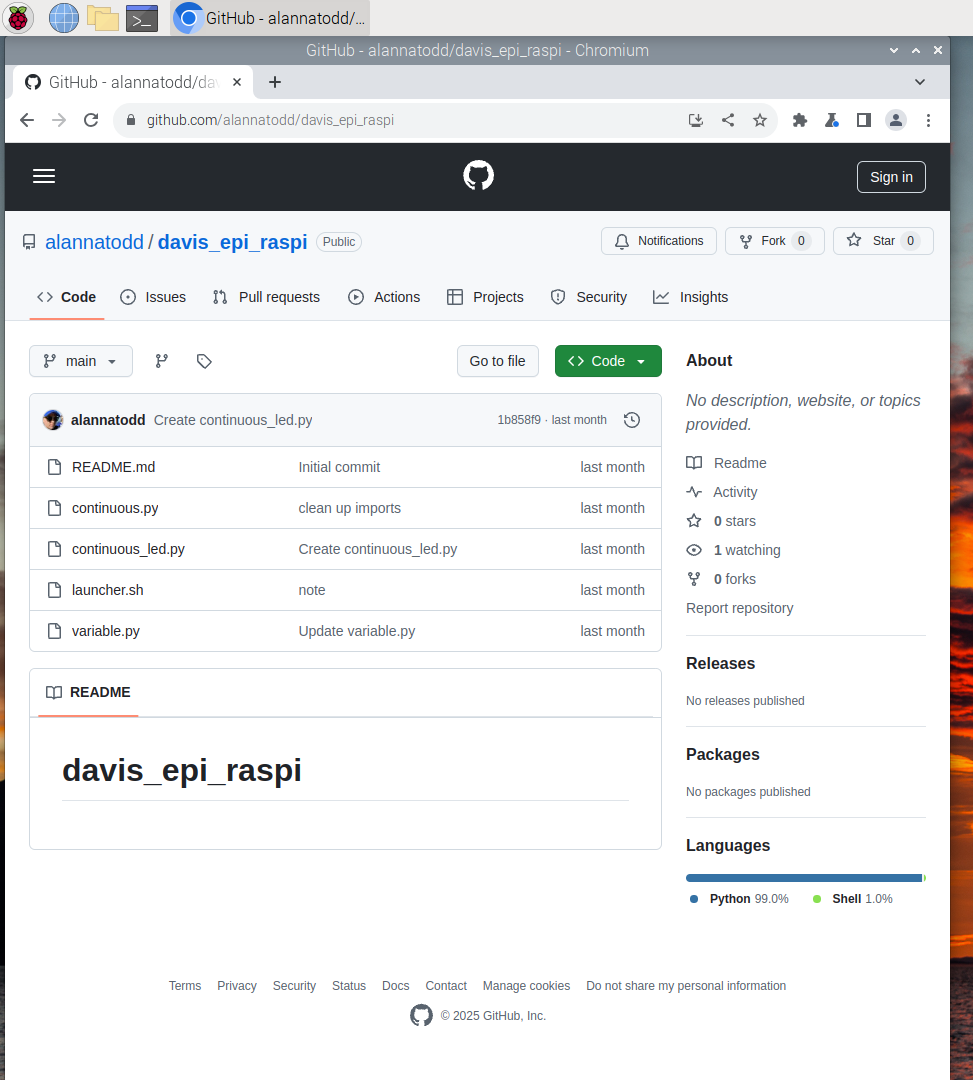 GitHub - alannatodd/...
GitHub - alannatodd/davis_epi_raspi - Chromium
GitHub - alannatodd/dav
github.com/alannatodd/davis_epi_raspi
Sign in
alannatodd / davis_epi_raspi Public
Notifications Fork 0 Star 0
Code Issues Pull requests Actions Projects Security Insights
main Go to file Code
alannatodd Create continuous_led.py 1b858f9 · last month
README.md Initial commit last month
continuous.py clean up imports last month
continuous_led.py Create continuous_led.py last month
launcher.sh note last month
variable.py Update variable.py last month
README
davis_epi_raspi
About
No description, website, or topics
provided.
Readme
Activity
0 stars
1 watching
0 forks
Report repository
Releases
No releases published
Packages
No packages published
Languages
Python 99.0% Shell 1.0%
Terms Privacy Security Status Docs Contact Manage cookies Do not share my personal information
© 2025 GitHub, Inc.